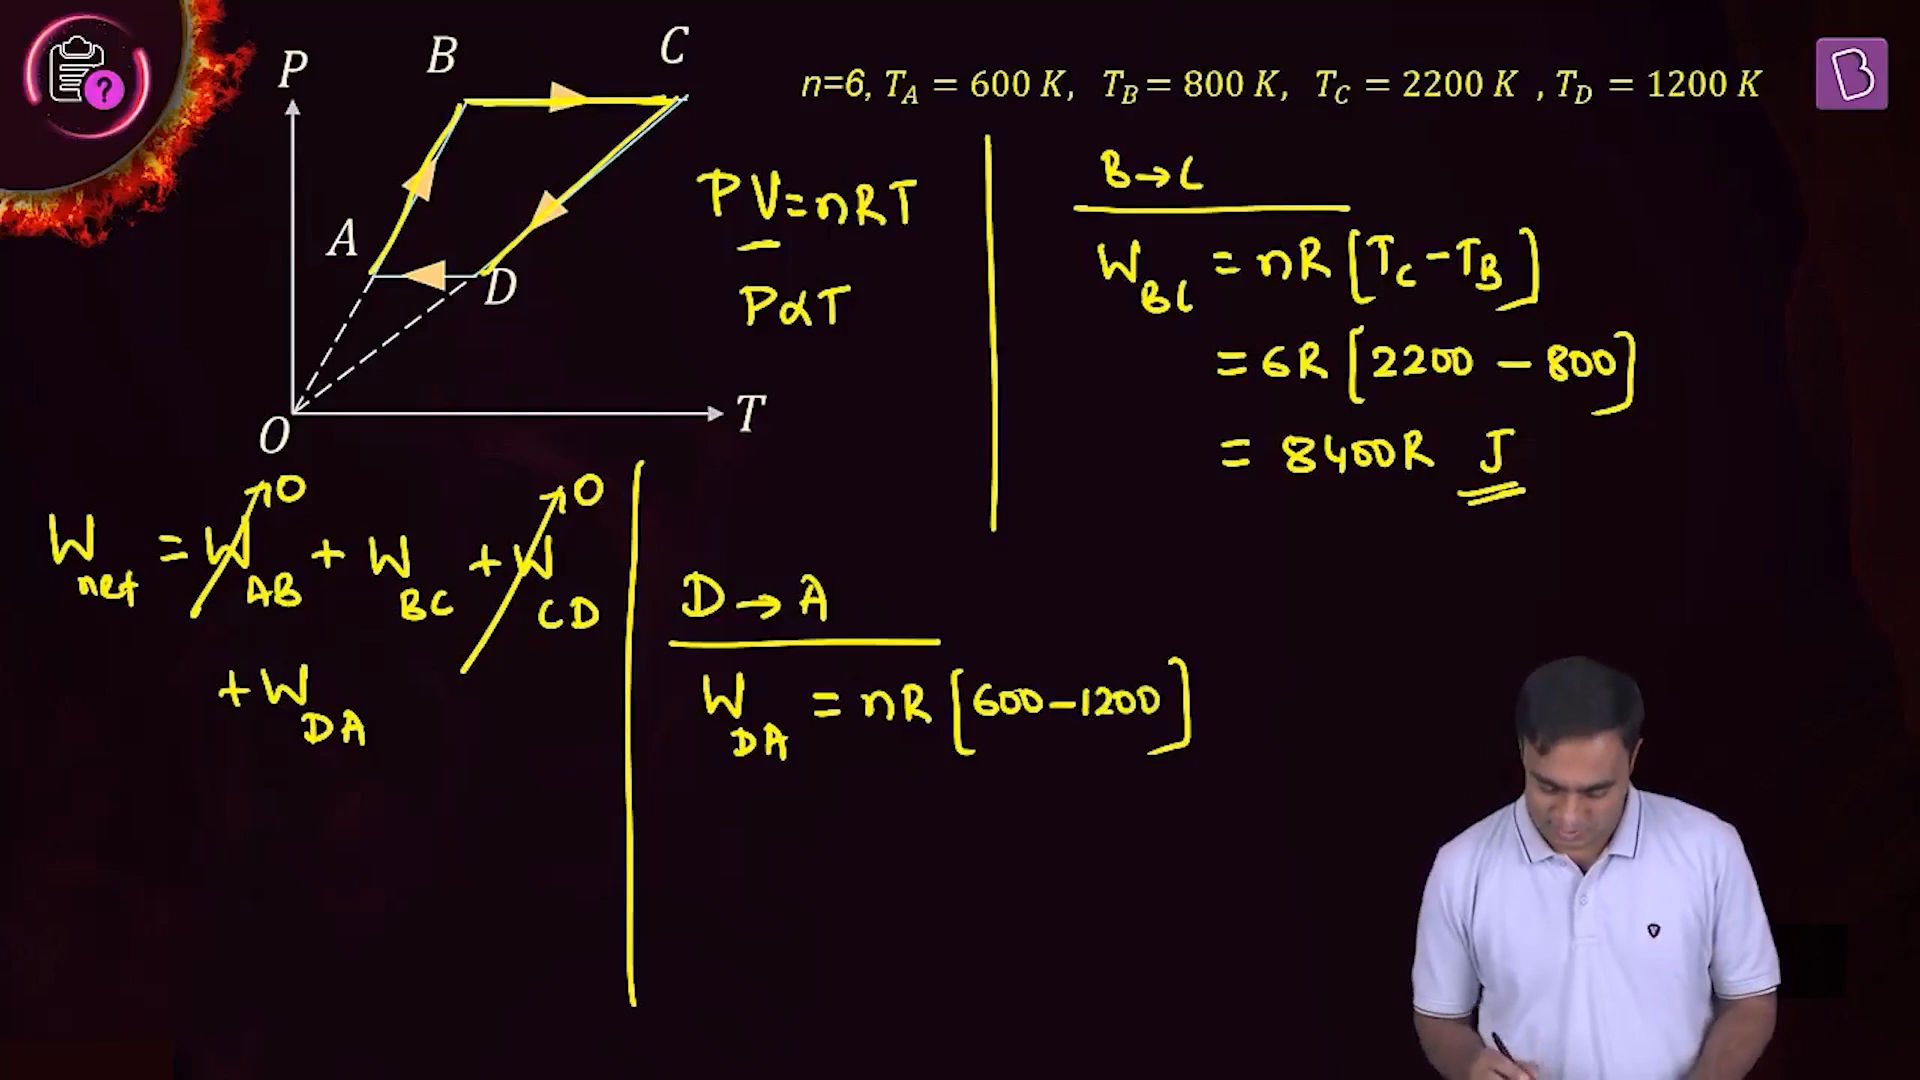 P
B
C
A
D
O
T
n=6, T_A = 600 K, T_B = 800 K, T_C = 2200 K , T_D = 1200 K
?
B
PV=nRT
P∝T
B→C
W_BC = nR[T_C-T_B]
= 6R[2200 - 800]
= 8400R J
W_net = W_AB + W_BC + W_CD
0
0
+ W_DA
D → A
W_DA = nR[600-1200]